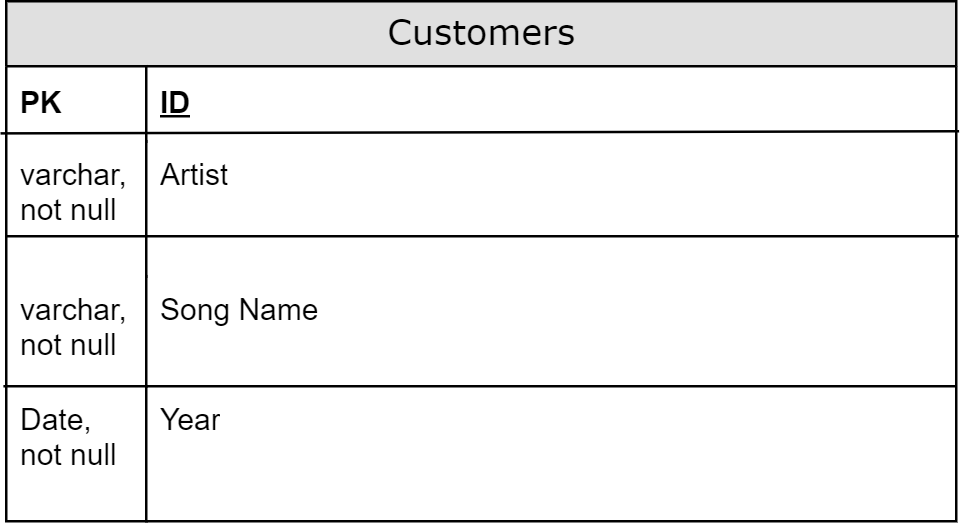 Customers
PK ID
varchar, Artist
not null
varchar, Song Name
not null
Date, Year
not null